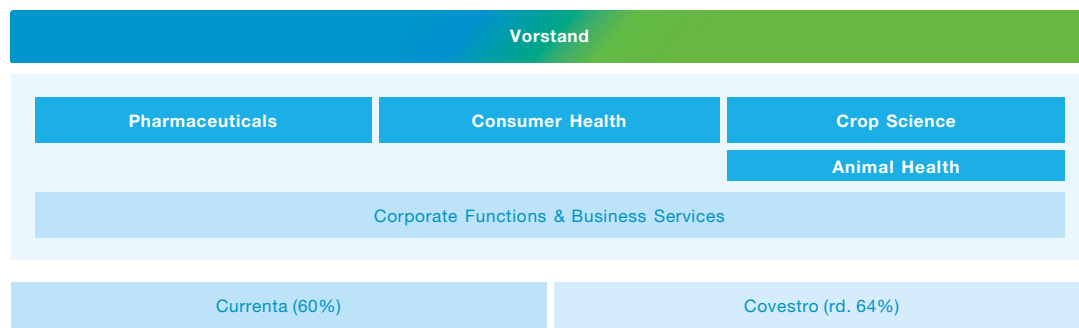 Vorstand
Pharmaceuticals
Consumer Health
Crop Science
Animal Health
Corporate Functions & Business Services
Currenta (60%)
Covestro (rd. 64%)